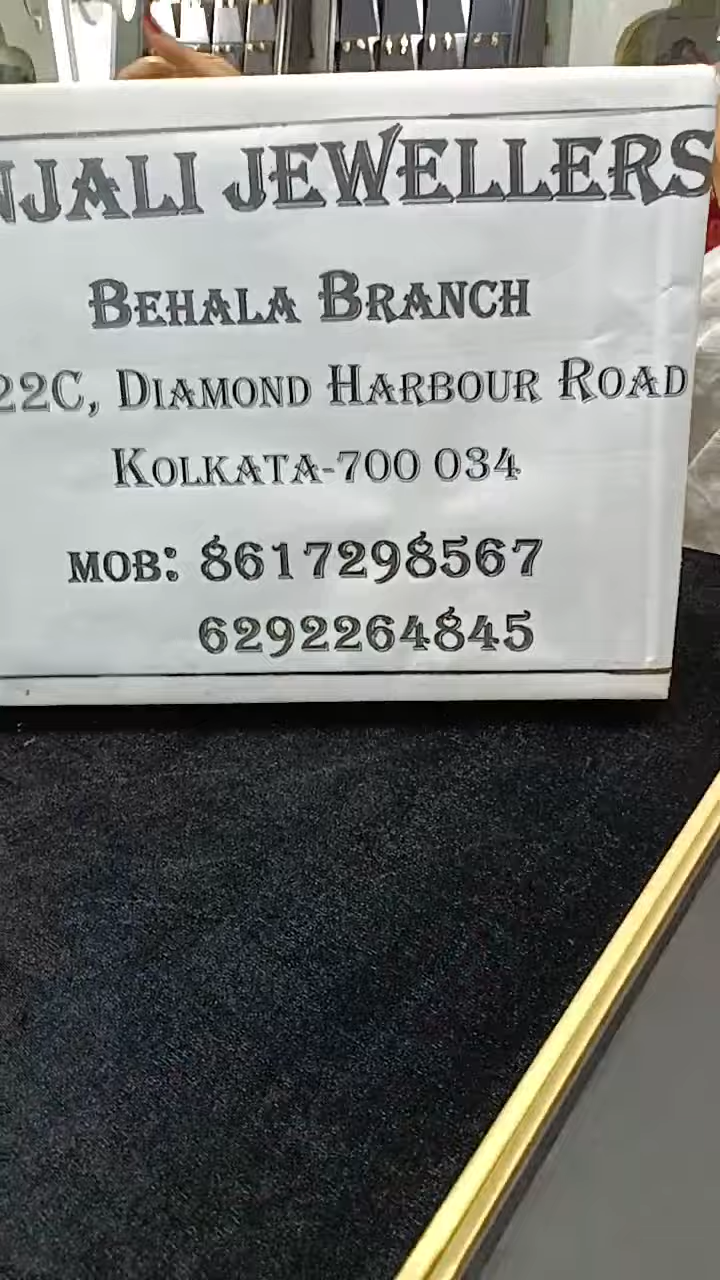 NJALI JEWELLERS
BEHALA BRANCH
22C, DIAMOND HARBOUR ROAD
KOLKATA-700 034
MOB: 8617298567
6292264845